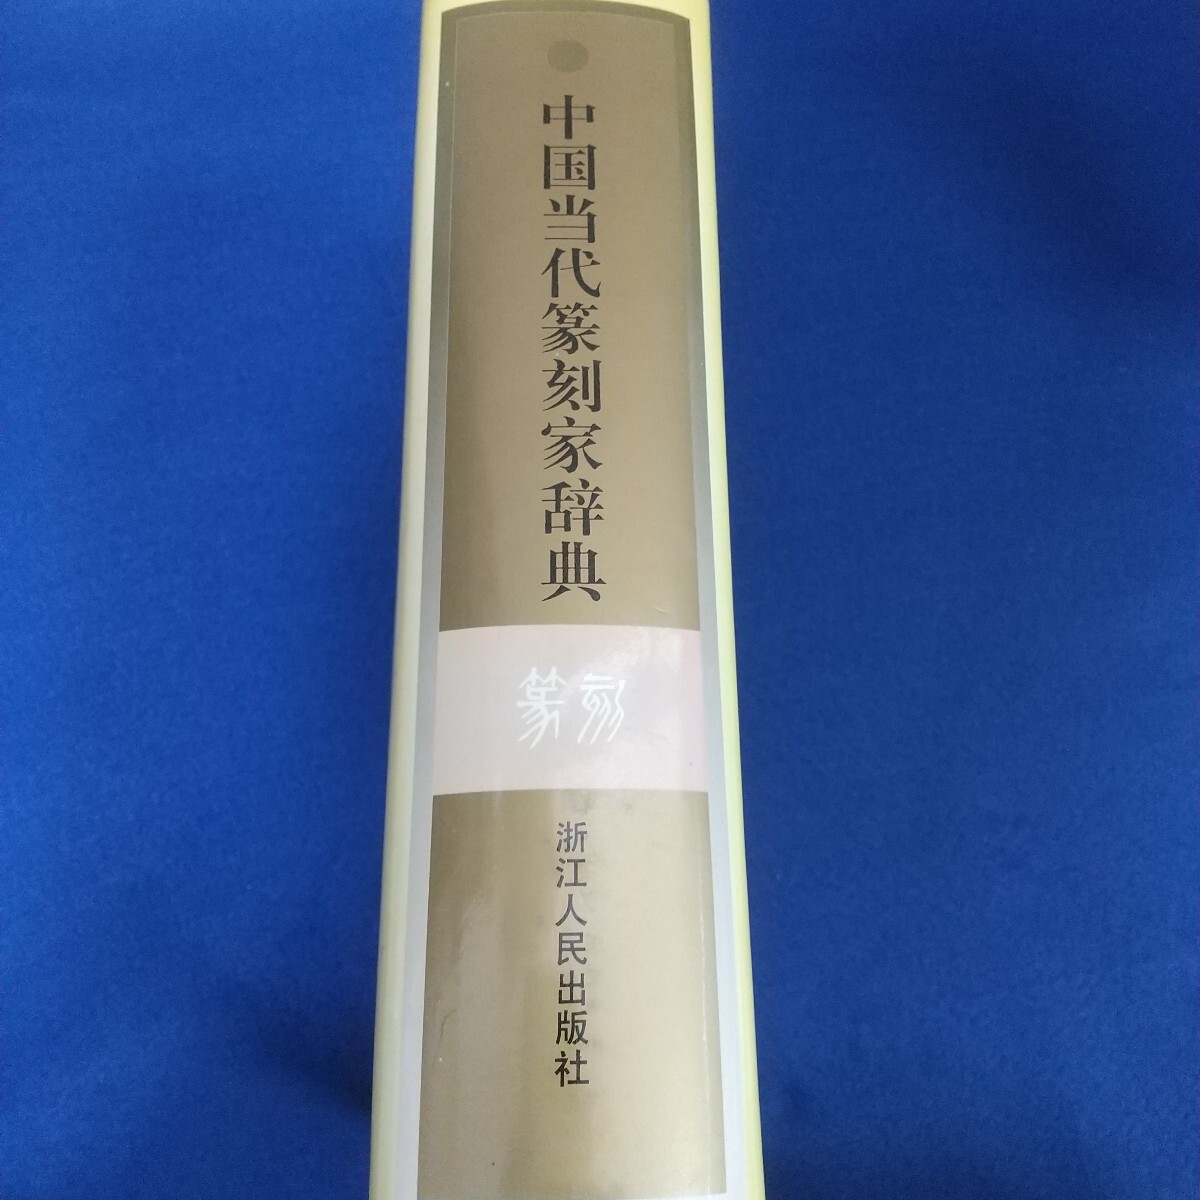 中国当代篆刻家辞典
篆刻
浙江人民出版社